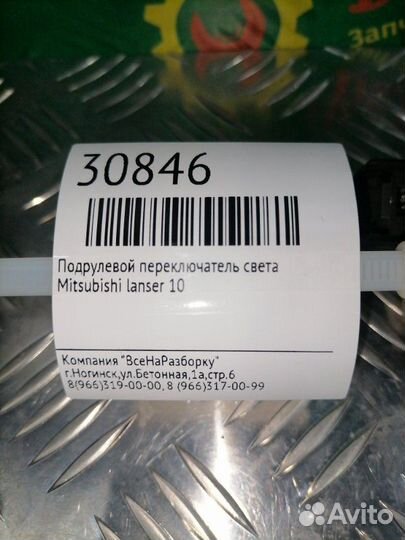 Запч
30846
Подрулевой переключатель света
Mitsubishi lanser 10
Компания "ВсеНаРазборку"
г.Ногинск,ул.Бетонная,1а,стр.6
8(966)319-00-00, 8 (966)317-00-99
Avito